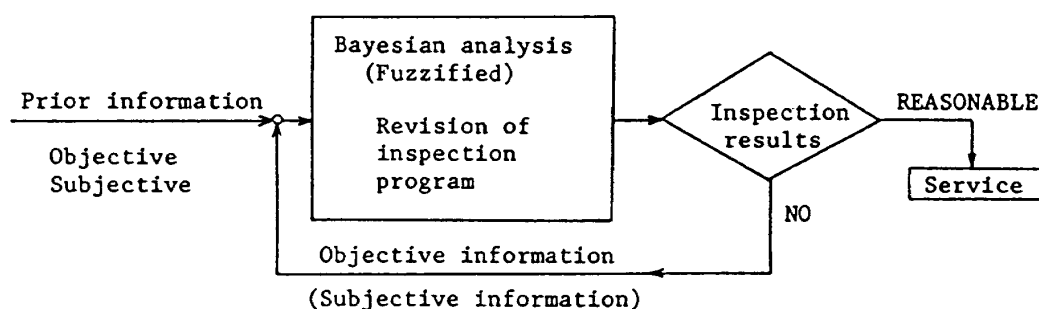 Prior information
Objective
Subjective
Bayesian analysis
(Fuzzified)
Revision of
inspection
program
Inspection
results
REASONABLE
Service
NO
Objective information
(Subjective information)